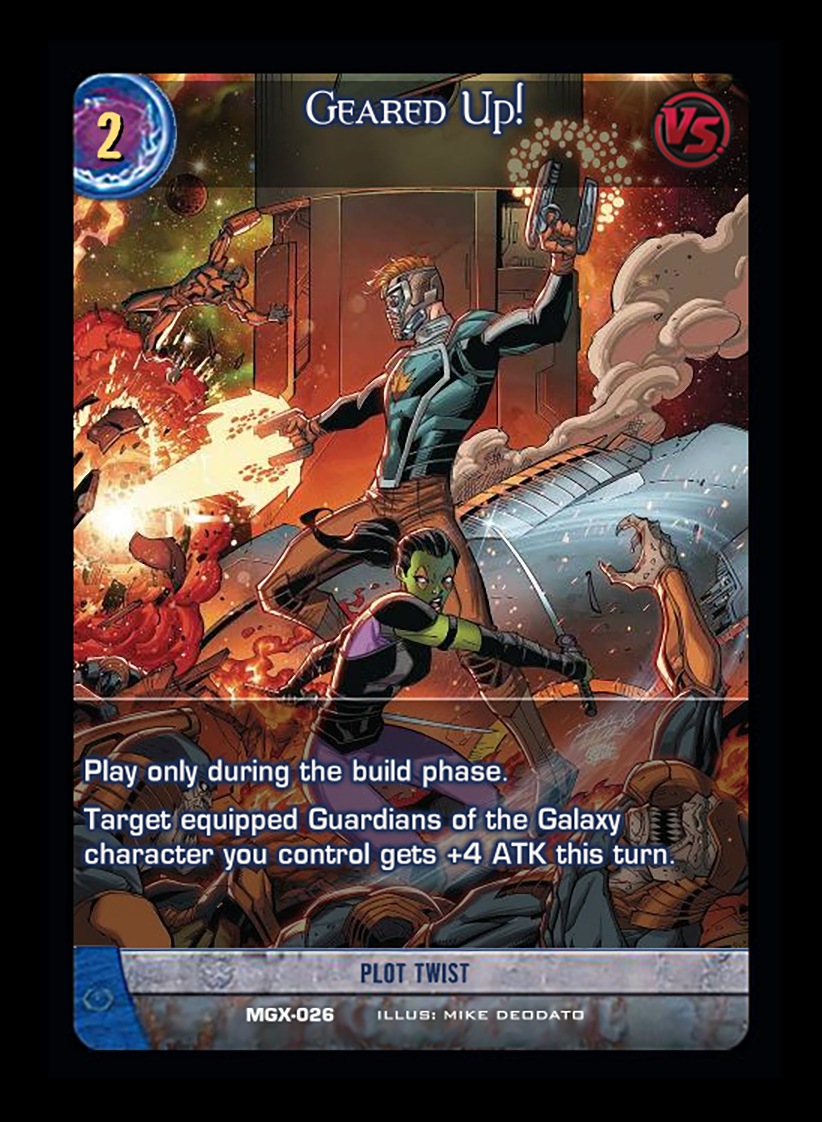 2
Geared Up!
VS.
Play only during the build phase.
Target equipped Guardians of the Galaxy
character you control gets +4 ATK this turn.
PLOT TWIST
MGX-026 ILLUS: MIKE DEODATO